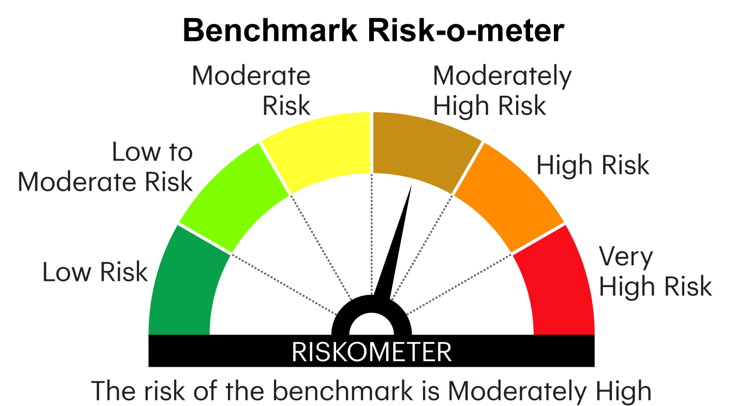 Benchmark Risk-o-meter
Moderate
Risk
Moderately
High Risk
Low to
Moderate Risk
High Risk
Low Risk
Very
High Risk
RISKOMETER
The risk of the benchmark is Moderately High